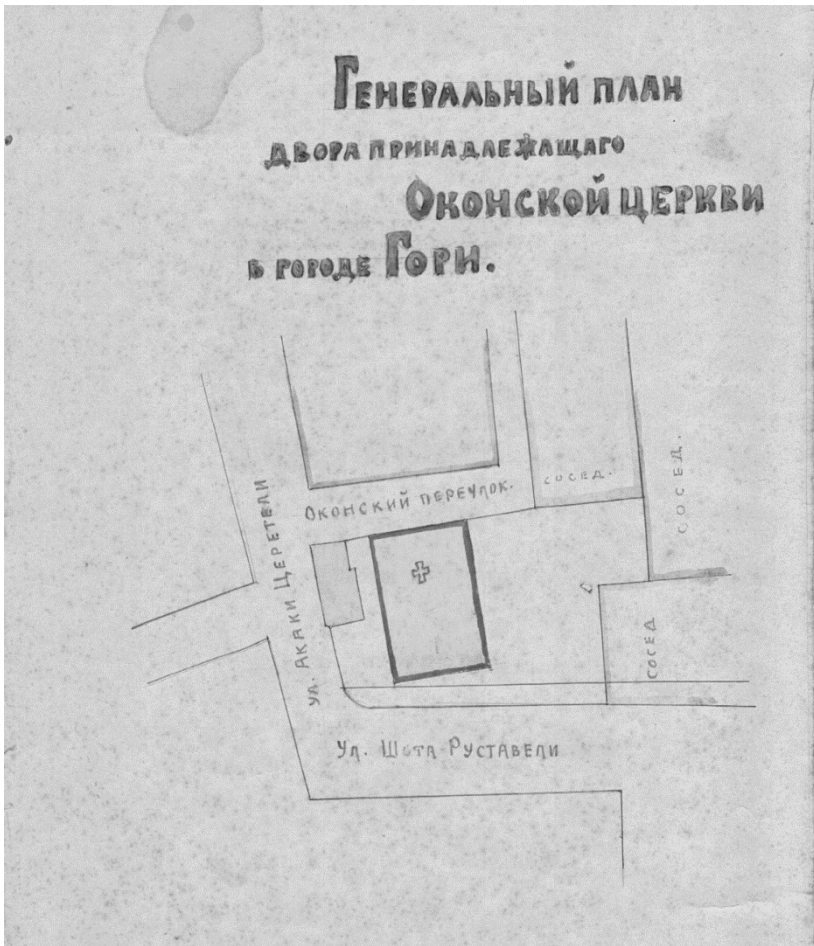 Генеральный план
двора принадлежащаго
Оконской церкви
в городе Гори.
Оконский переулок.
сосед.
сосед.
сосед
ул. Акаки Церетели
Ул. Шота Руставели